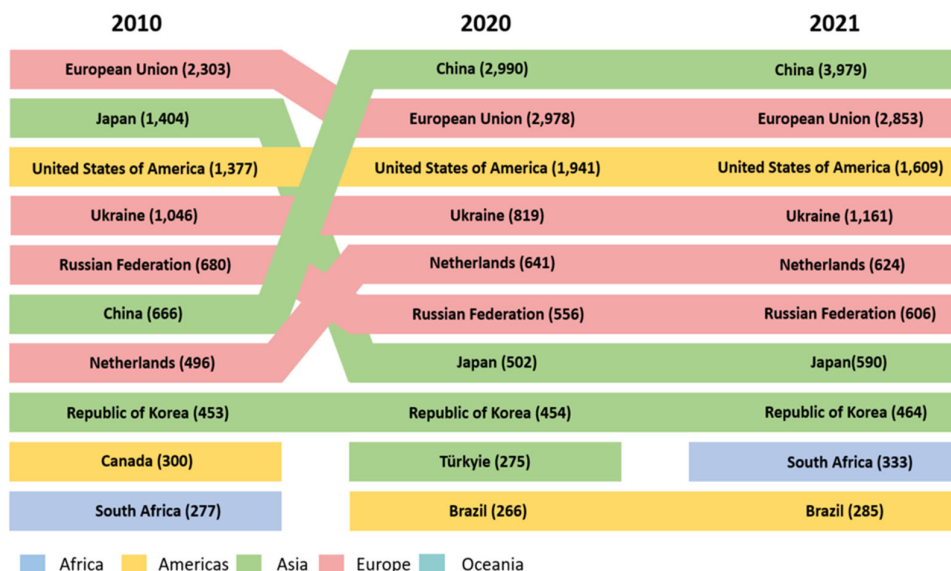 2010 2020 2021
European Union (2,303) China (2,990) China (3,979)
Japan (1,404) European Union (2,978) European Union (2,853)
United States of America (1,377) United States of America (1,941) United States of America (1,609)
Ukraine (1,046) Ukraine (819) Ukraine (1,161)
Russian Federation (680) Netherlands (641) Netherlands (624)
China (666) Russian Federation (556) Russian Federation (606)
Netherlands (496) Japan (502) Japan(590)
Republic of Korea (453) Republic of Korea (454) Republic of Korea (464)
Canada (300) Türkyie (275) South Africa (333)
South Africa (277) Brazil (266) Brazil (285)
Africa Americas Asia Europe Oceania